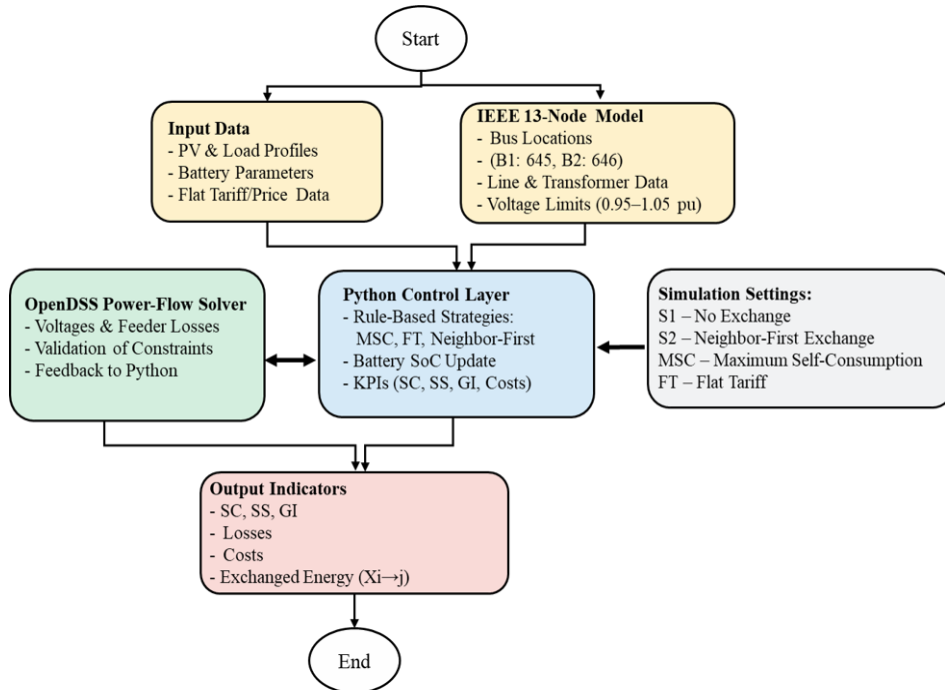 Start
Input Data
- PV & Load Profiles
- Battery Parameters
- Flat Tariff/Price Data
IEEE 13-Node Model
- Bus Locations
- (B1: 645, B2: 646)
- Line & Transformer Data
- Voltage Limits (0.95–1.05 pu)
OpenDSS Power-Flow Solver
- Voltages & Feeder Losses
- Validation of Constraints
- Feedback to Python
Python Control Layer
- Rule-Based Strategies:
MSC, FT, Neighbor-First
- Battery SoC Update
- KPIs (SC, SS, GI, Costs)
Simulation Settings:
S1 – No Exchange
S2 – Neighbor-First Exchange
MSC – Maximum Self-Consumption
FT – Flat Tariff
Output Indicators
- SC, SS, GI
- Losses
- Costs
- Exchanged Energy (Xi→j)
End